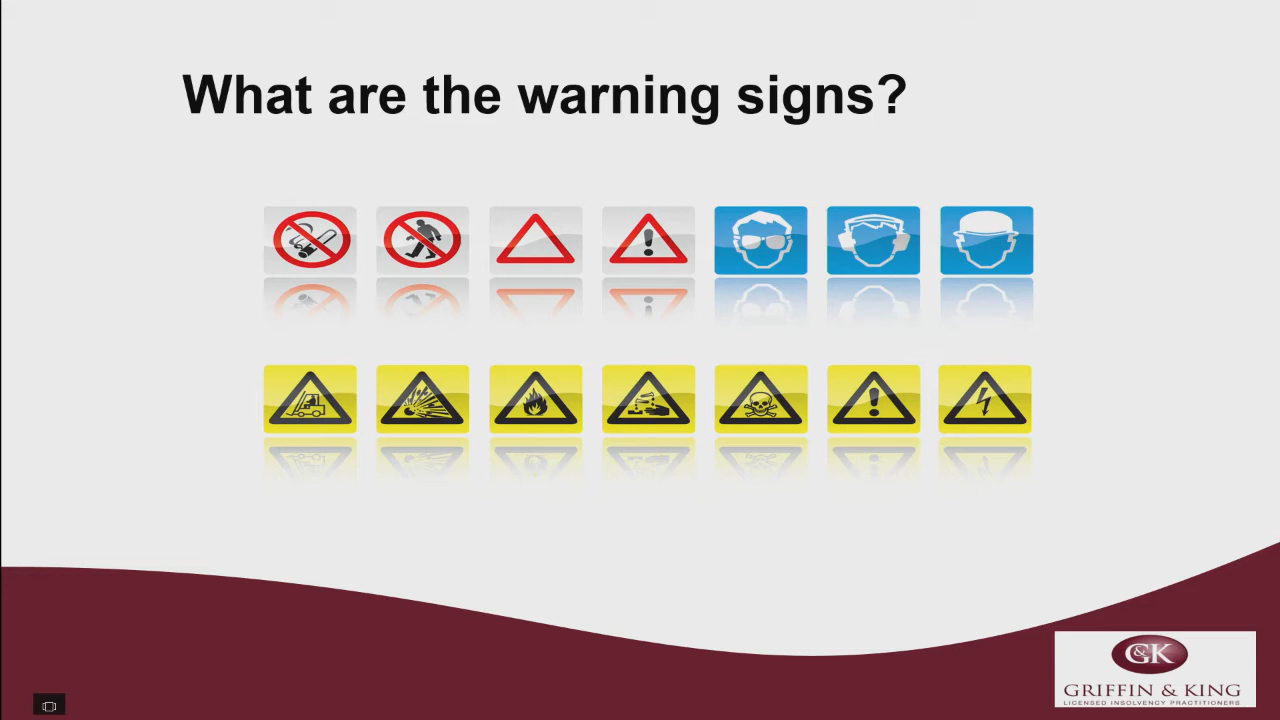 What are the warning signs?
G&K
GRIFFIN & KING
LICENSED INSOLVENCY PRACTITIONERS